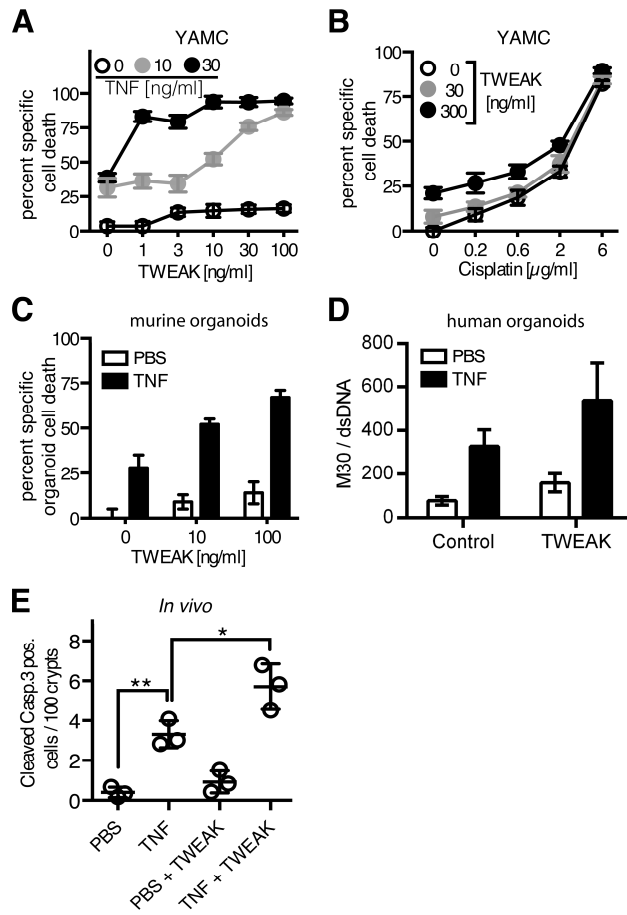 A
YAMC
0 10 30
TNF [ng/ml]
percent specific
cell death
100
75
50
25
0
0 1 3 10 30 100
TWEAK [ng/ml]
B
YAMC
0
30
300
TWEAK
[ng/ml]
percent specific
cell death
100
75
50
25
0
0 0.2 0.6 2 6
Cisplatin [µg/ml]
C
murine organoids
PBS
TNF
percent specific
organoid cell death
100
75
50
25
0
0 10 100
TWEAK [ng/ml]
D
human organoids
PBS
TNF
M30 / dsDNA
800
600
400
200
0
Control TWEAK
E
In vivo
Cleaved Casp.3 pos.
cells / 100 crypts
8
6
4
2
0
**
*
PBS
TNF
PBS + TWEAK
TNF + TWEAK